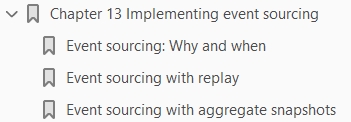 Chapter 13 Implementing event sourcing
Event sourcing: Why and when
Event sourcing with replay
Event sourcing with aggregate snapshots